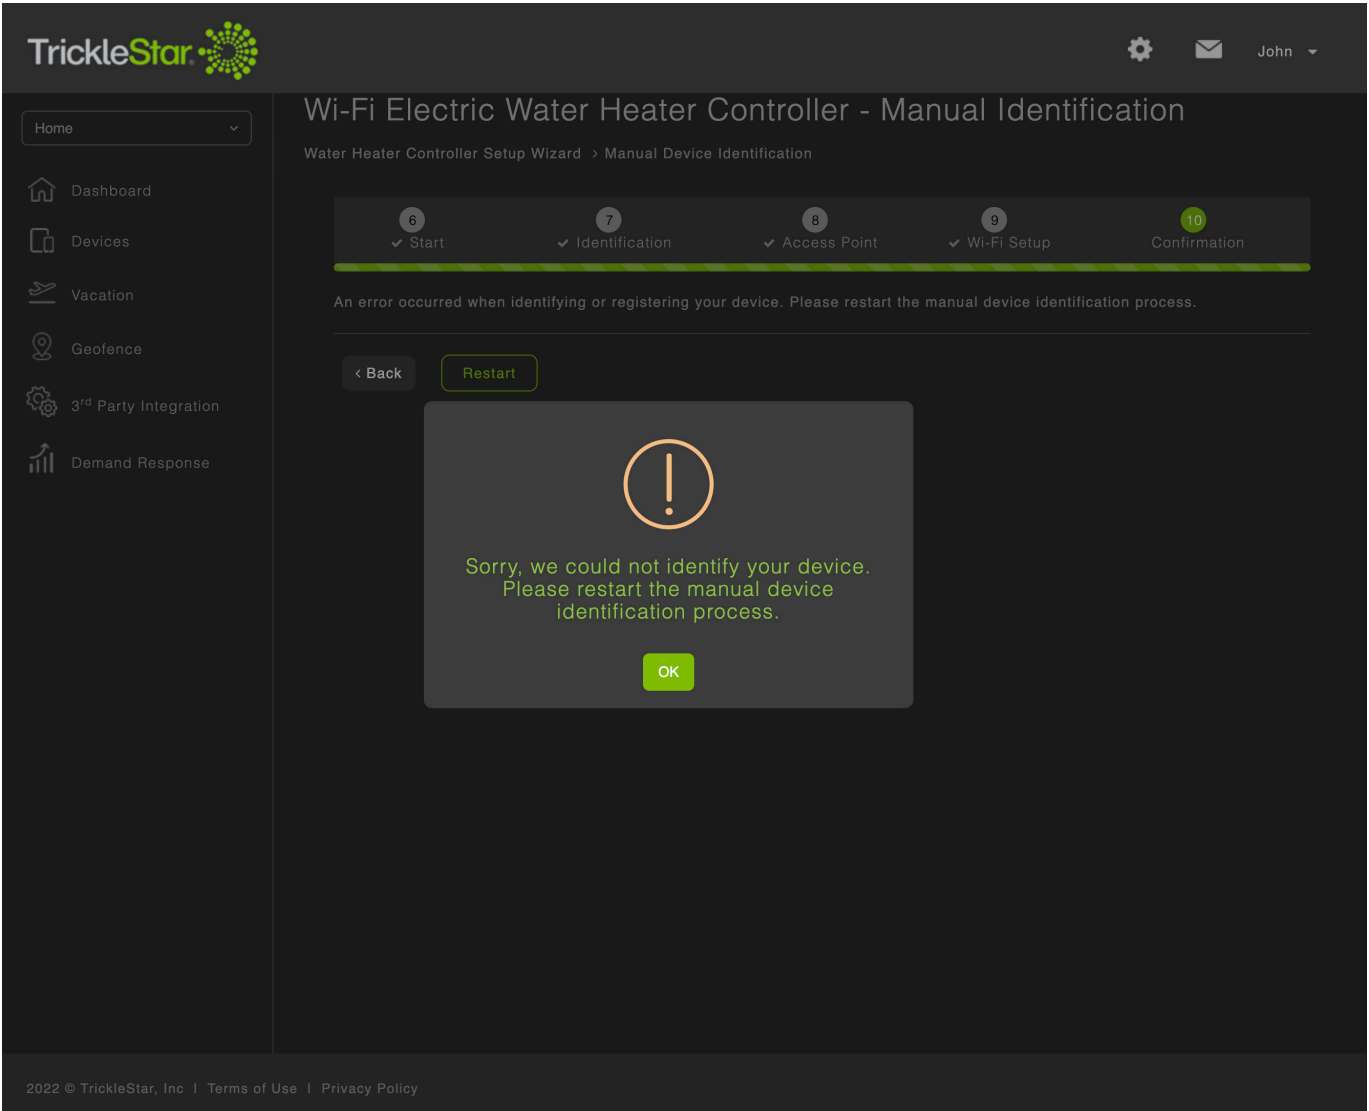 TrickleStar.
John
Home
Dashboard
Devices
Vacation
Geofence
3rd Party Integration
Demand Response
Wi-Fi Electric Water Heater Controller - Manual Identification
Water Heater Controller Setup Wizard > Manual Device Identification
6
✔ Start
7
✔ Identification
8
✔ Access Point
9
✔ Wi-Fi Setup
10
Confirmation
An error occurred when identifying or registering your device. Please restart the manual device identification process.
< Back
Restart
Sorry, we could not identify your device.
Please restart the manual device
identification process.
OK
2022 © TrickleStar, Inc | Terms of Use | Privacy Policy